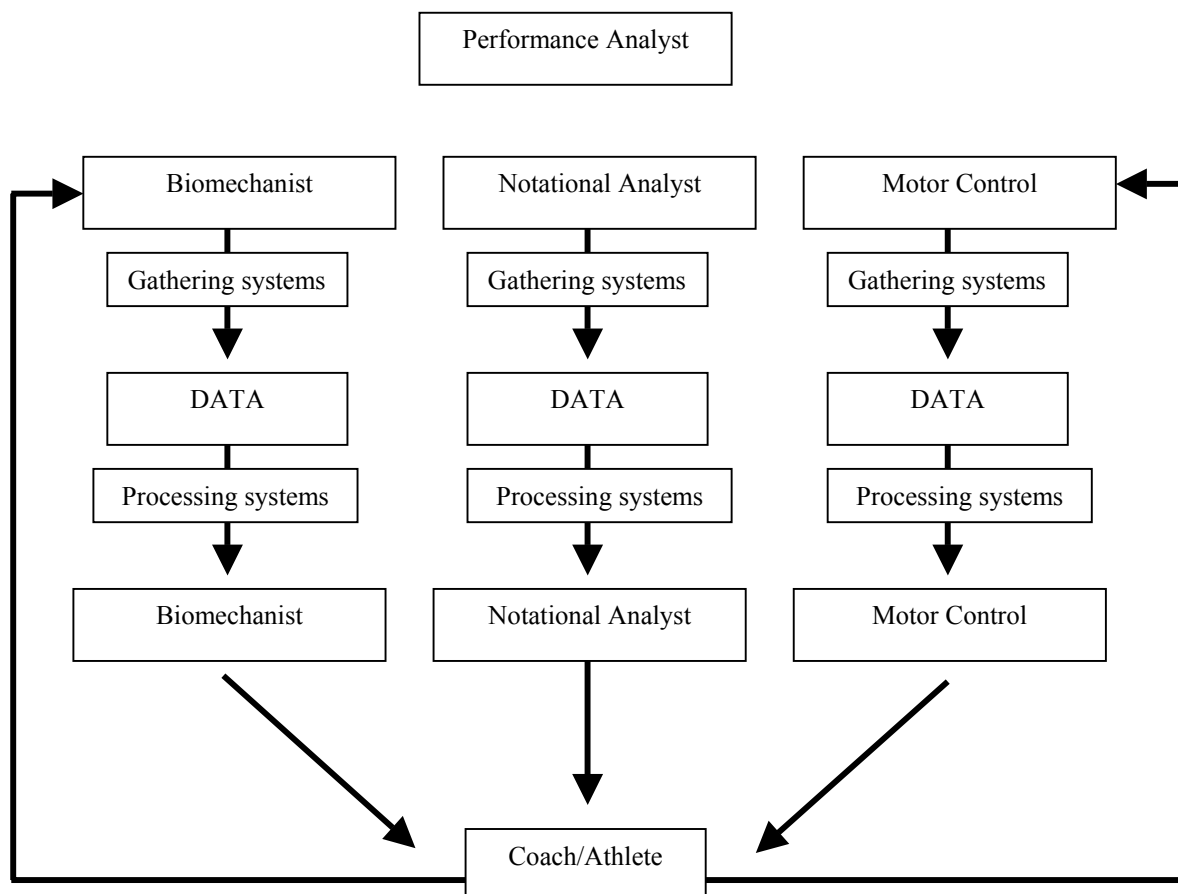 Performance Analyst
Biomechanist
Notational Analyst
Motor Control
Gathering systems
Gathering systems
Gathering systems
DATA
DATA
DATA
Processing systems
Processing systems
Processing systems
Biomechanist
Notational Analyst
Motor Control
Coach/Athlete